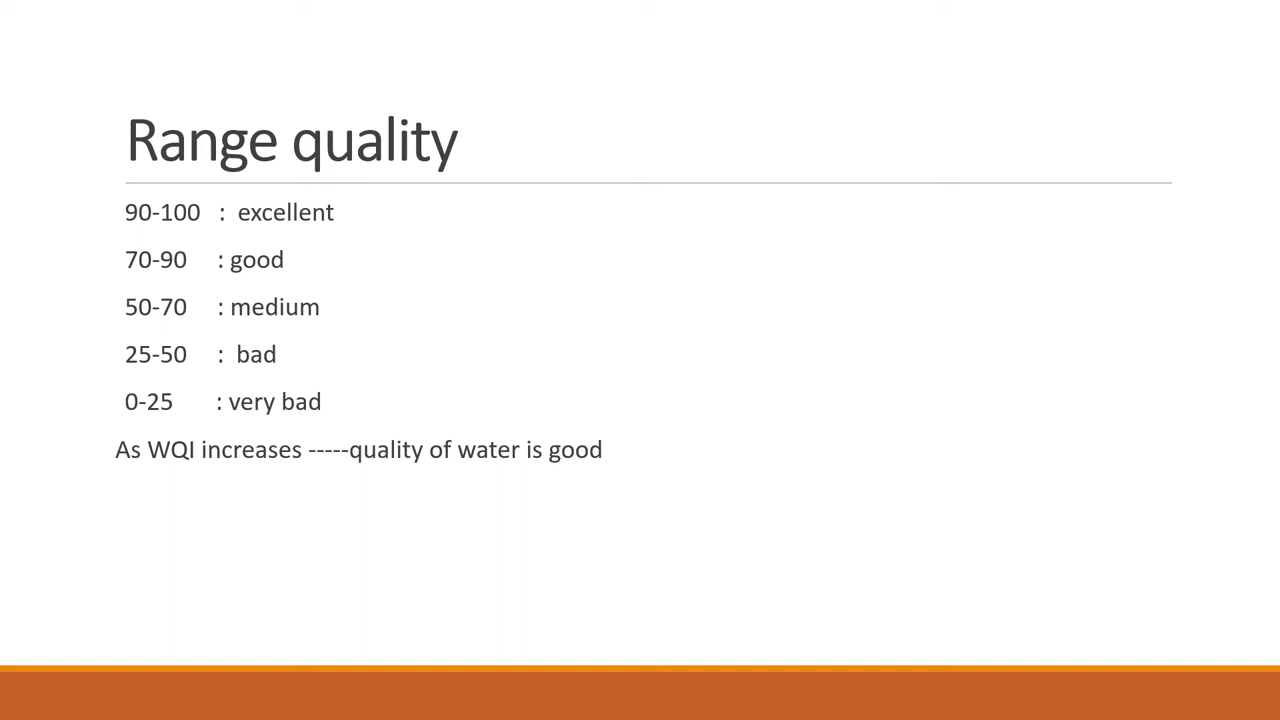 Range quality
90-100 : excellent
70-90 : good
50-70 : medium
25-50 : bad
0-25 : very bad
As WQI increases -----quality of water is good